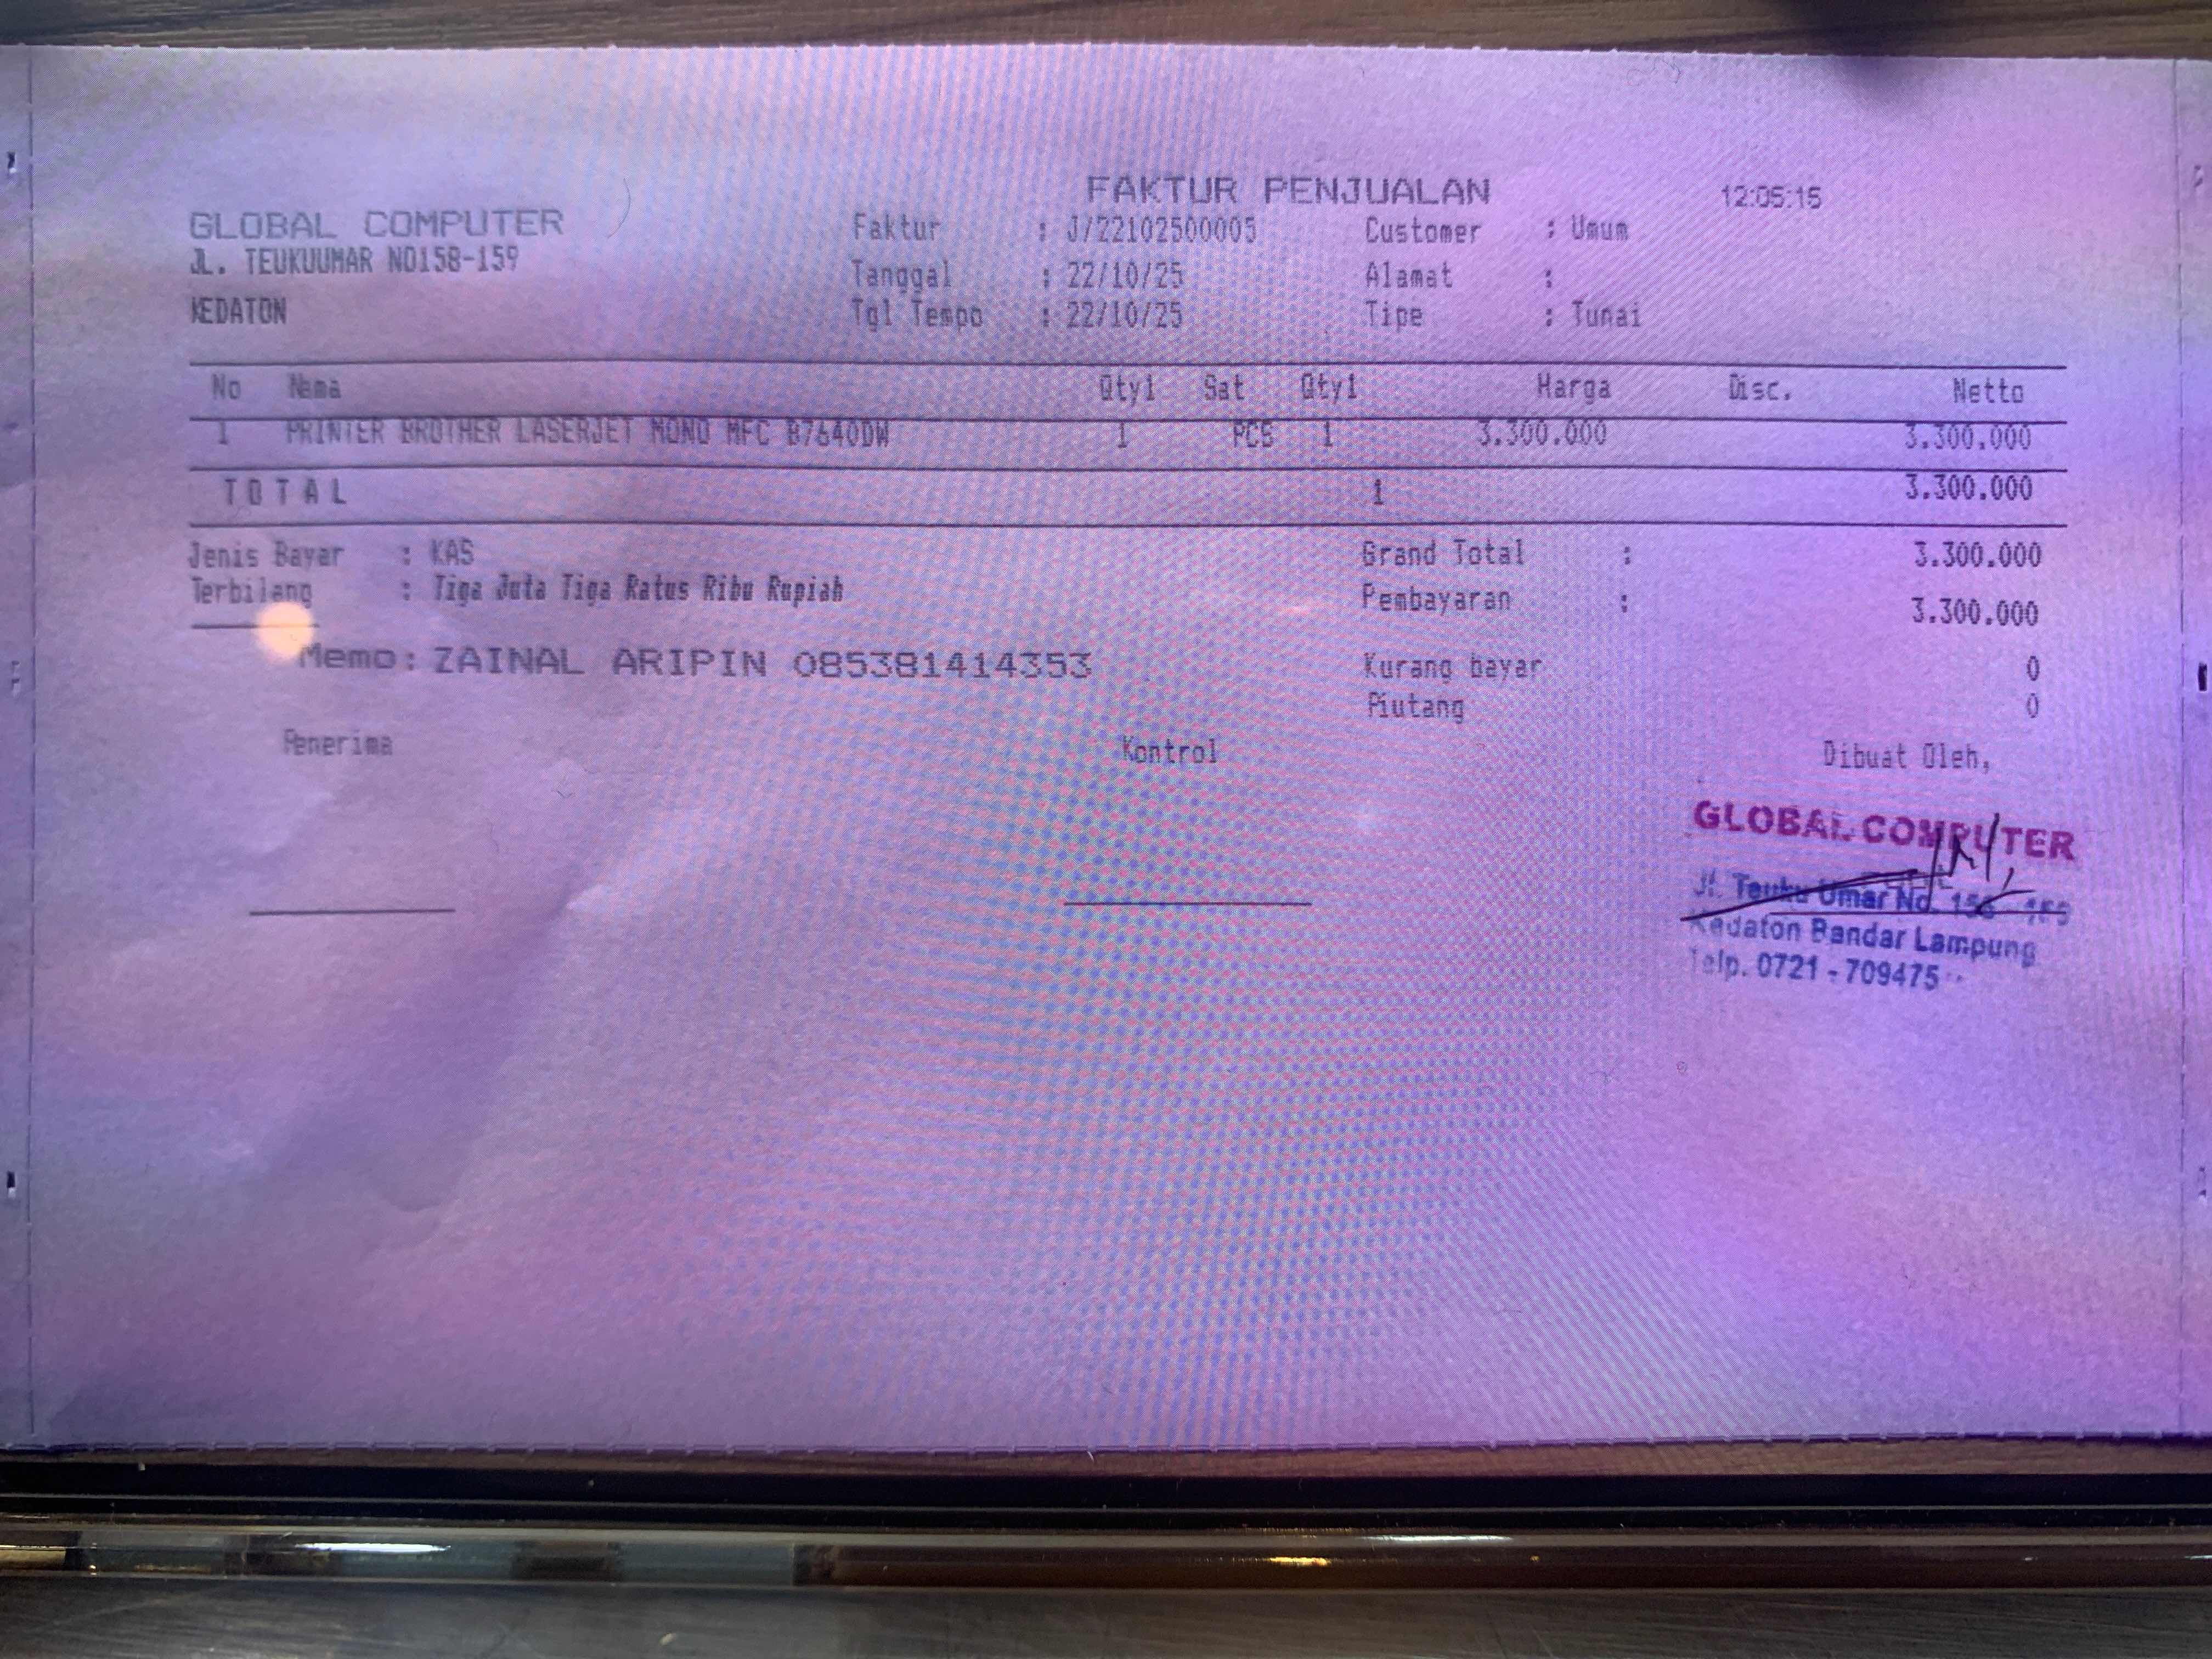 FAKTUR PENJUALAN 12:05:15
GLOBAL COMPUTER
JL. TEUKUUMAR NO158-159
KEDATON
Faktur : J/22102500005
Tanggal : 22/10/25
Tgl Tempo : 22/10/25
Customer : Umum
Alamat :
Tipe : Tunai
No Nama Qty1 Sat Qty1 Harga Disc. Netto
1 PRINTER BROTHER LASERJET MONO MFC B7640DW 1 PCS 1 3.300.000 3.300.000
TOTAL 1 3.300.000
Jenis Bayar : KAS
Terbilang : Tiga Juta Tiga Ratus Ribu Rupiah
Memo : ZAINAL ARIPIN 085381414353
Grand Total : 3.300.000
Pembayaran : 3.300.000
Kurang bayar 0
Piutang 0
Penerima Kontrol Dibuat Oleh,
GLOBAL COMPUTER
Jl. Teuku Umar No.
Kedaton Bandar Lampung
Telp. 0721 - 709475